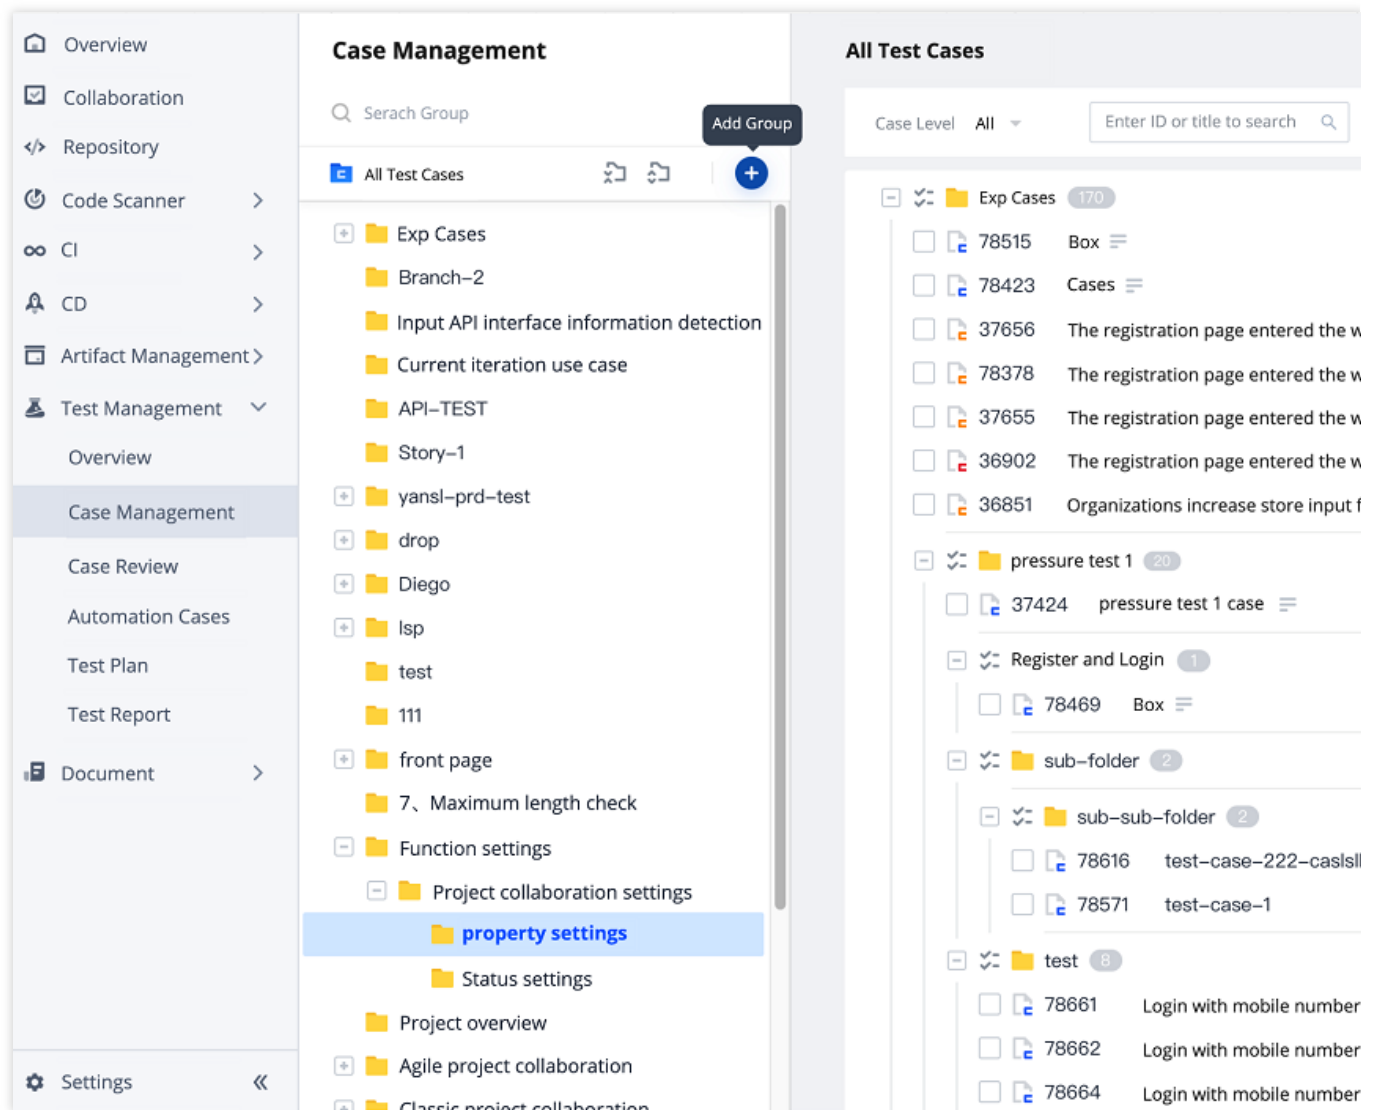 Overview
Collaboration
Repository
Code Scanner
CI
CD
Artifact Management
Test Management
Overview
Case Management
Case Review
Automation Cases
Test Plan
Test Report
Document
Settings
Case Management
Serach Group
Add Group
All Test Cases
Exp Cases
Branch-2
Input API interface information detection
Current iteration use case
API-TEST
Story-1
yansl-prd-test
drop
Diego
lsp
test
111
front page
7、Maximum length check
Function settings
Project collaboration settings
property settings
Status settings
Project overview
Agile project collaboration
Classic project collaboration
All Test Cases
Case Level All
Enter ID or title to search
Exp Cases 170
78515 Box
78423 Cases
37656 The registration page entered the w
78378 The registration page entered the w
37655 The registration page entered the w
36902 The registration page entered the w
36851 Organizations increase store input f
pressure test 1 20
37424 pressure test 1 case
Register and Login 1
78469 Box
sub-folder 2
sub-sub-folder 2
78616
78571 test-case-1
test 8
78661 Login with mobile number
78662 Login with mobile number
78664 Login with mobile number